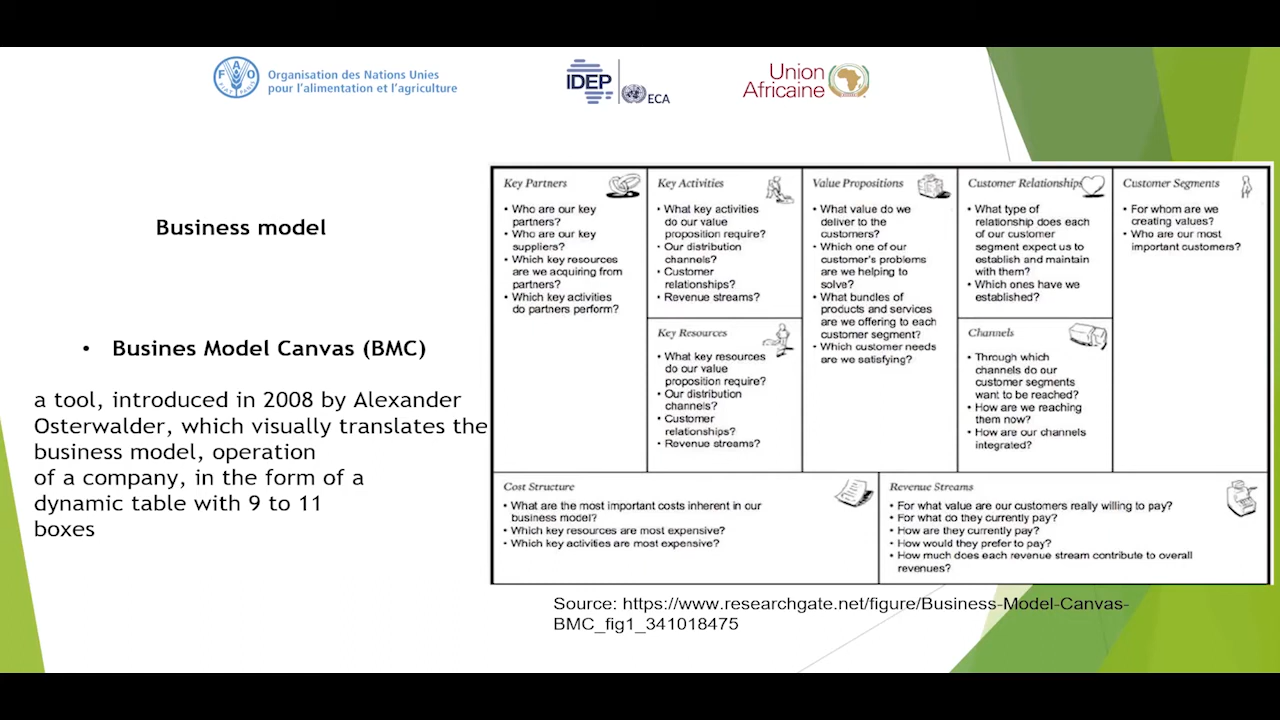 FAO
FIAT PANIS
Organisation des Nations Unies
pour l'alimentation et l'agriculture
IDEP
ECA
Union
Africaine
Business model
• Busines Model Canvas (BMC)
a tool, introduced in 2008 by Alexander
Osterwalder, which visually translates the
business model, operation
of a company, in the form of a
dynamic table with 9 to 11
boxes
Key Partners
• Who are our key
partners?
• Who are our key
suppliers?
• Which key resources
are we acquiring from
partners?
• Which key activities
do partners perform?
Key Activities
• What key activities
do our value
proposition require?
• Our distribution
channels?
• Customer
relationships?
• Revenue streams?
Key Resources
• What key resources
do our value
proposition require?
• Our distribution
channels?
• Customer
relationships?
• Revenue streams?
Value Propositions
• What value do we
deliver to the
customers?
• Which one of our
customer's problems
are we helping to
solve?
• What bundles of
products and services
are we offering to each
customer segment?
• Which customer needs
are we satisfying?
Customer Relationships
• What type of
relationship does each
of our customer
segment expect us to
establish and maintain
with them?
• Which ones have we
established?
Channels
• Through which
channels do our
customer segments
want to be reached?
• How are we reaching
them now?
• How are our channels
integrated?
Customer Segments
• For whom are we
creating values?
• Who are our most
important customers?
Cost Structure
• What are the most important costs inherent in our
business model?
• Which key resources are most expensive?
• Which key activities are most expensive?
Revenue Streams
• For what value are our customers really willing to pay?
• For what do they currently pay?
• How are they currently pay?
• How would they prefer to pay?
• How much does each revenue stream contribute to overall
revenues?
Source: https://www.researchgate.net/figure/Business-Model-Canvas-
BMC_fig1_341018475